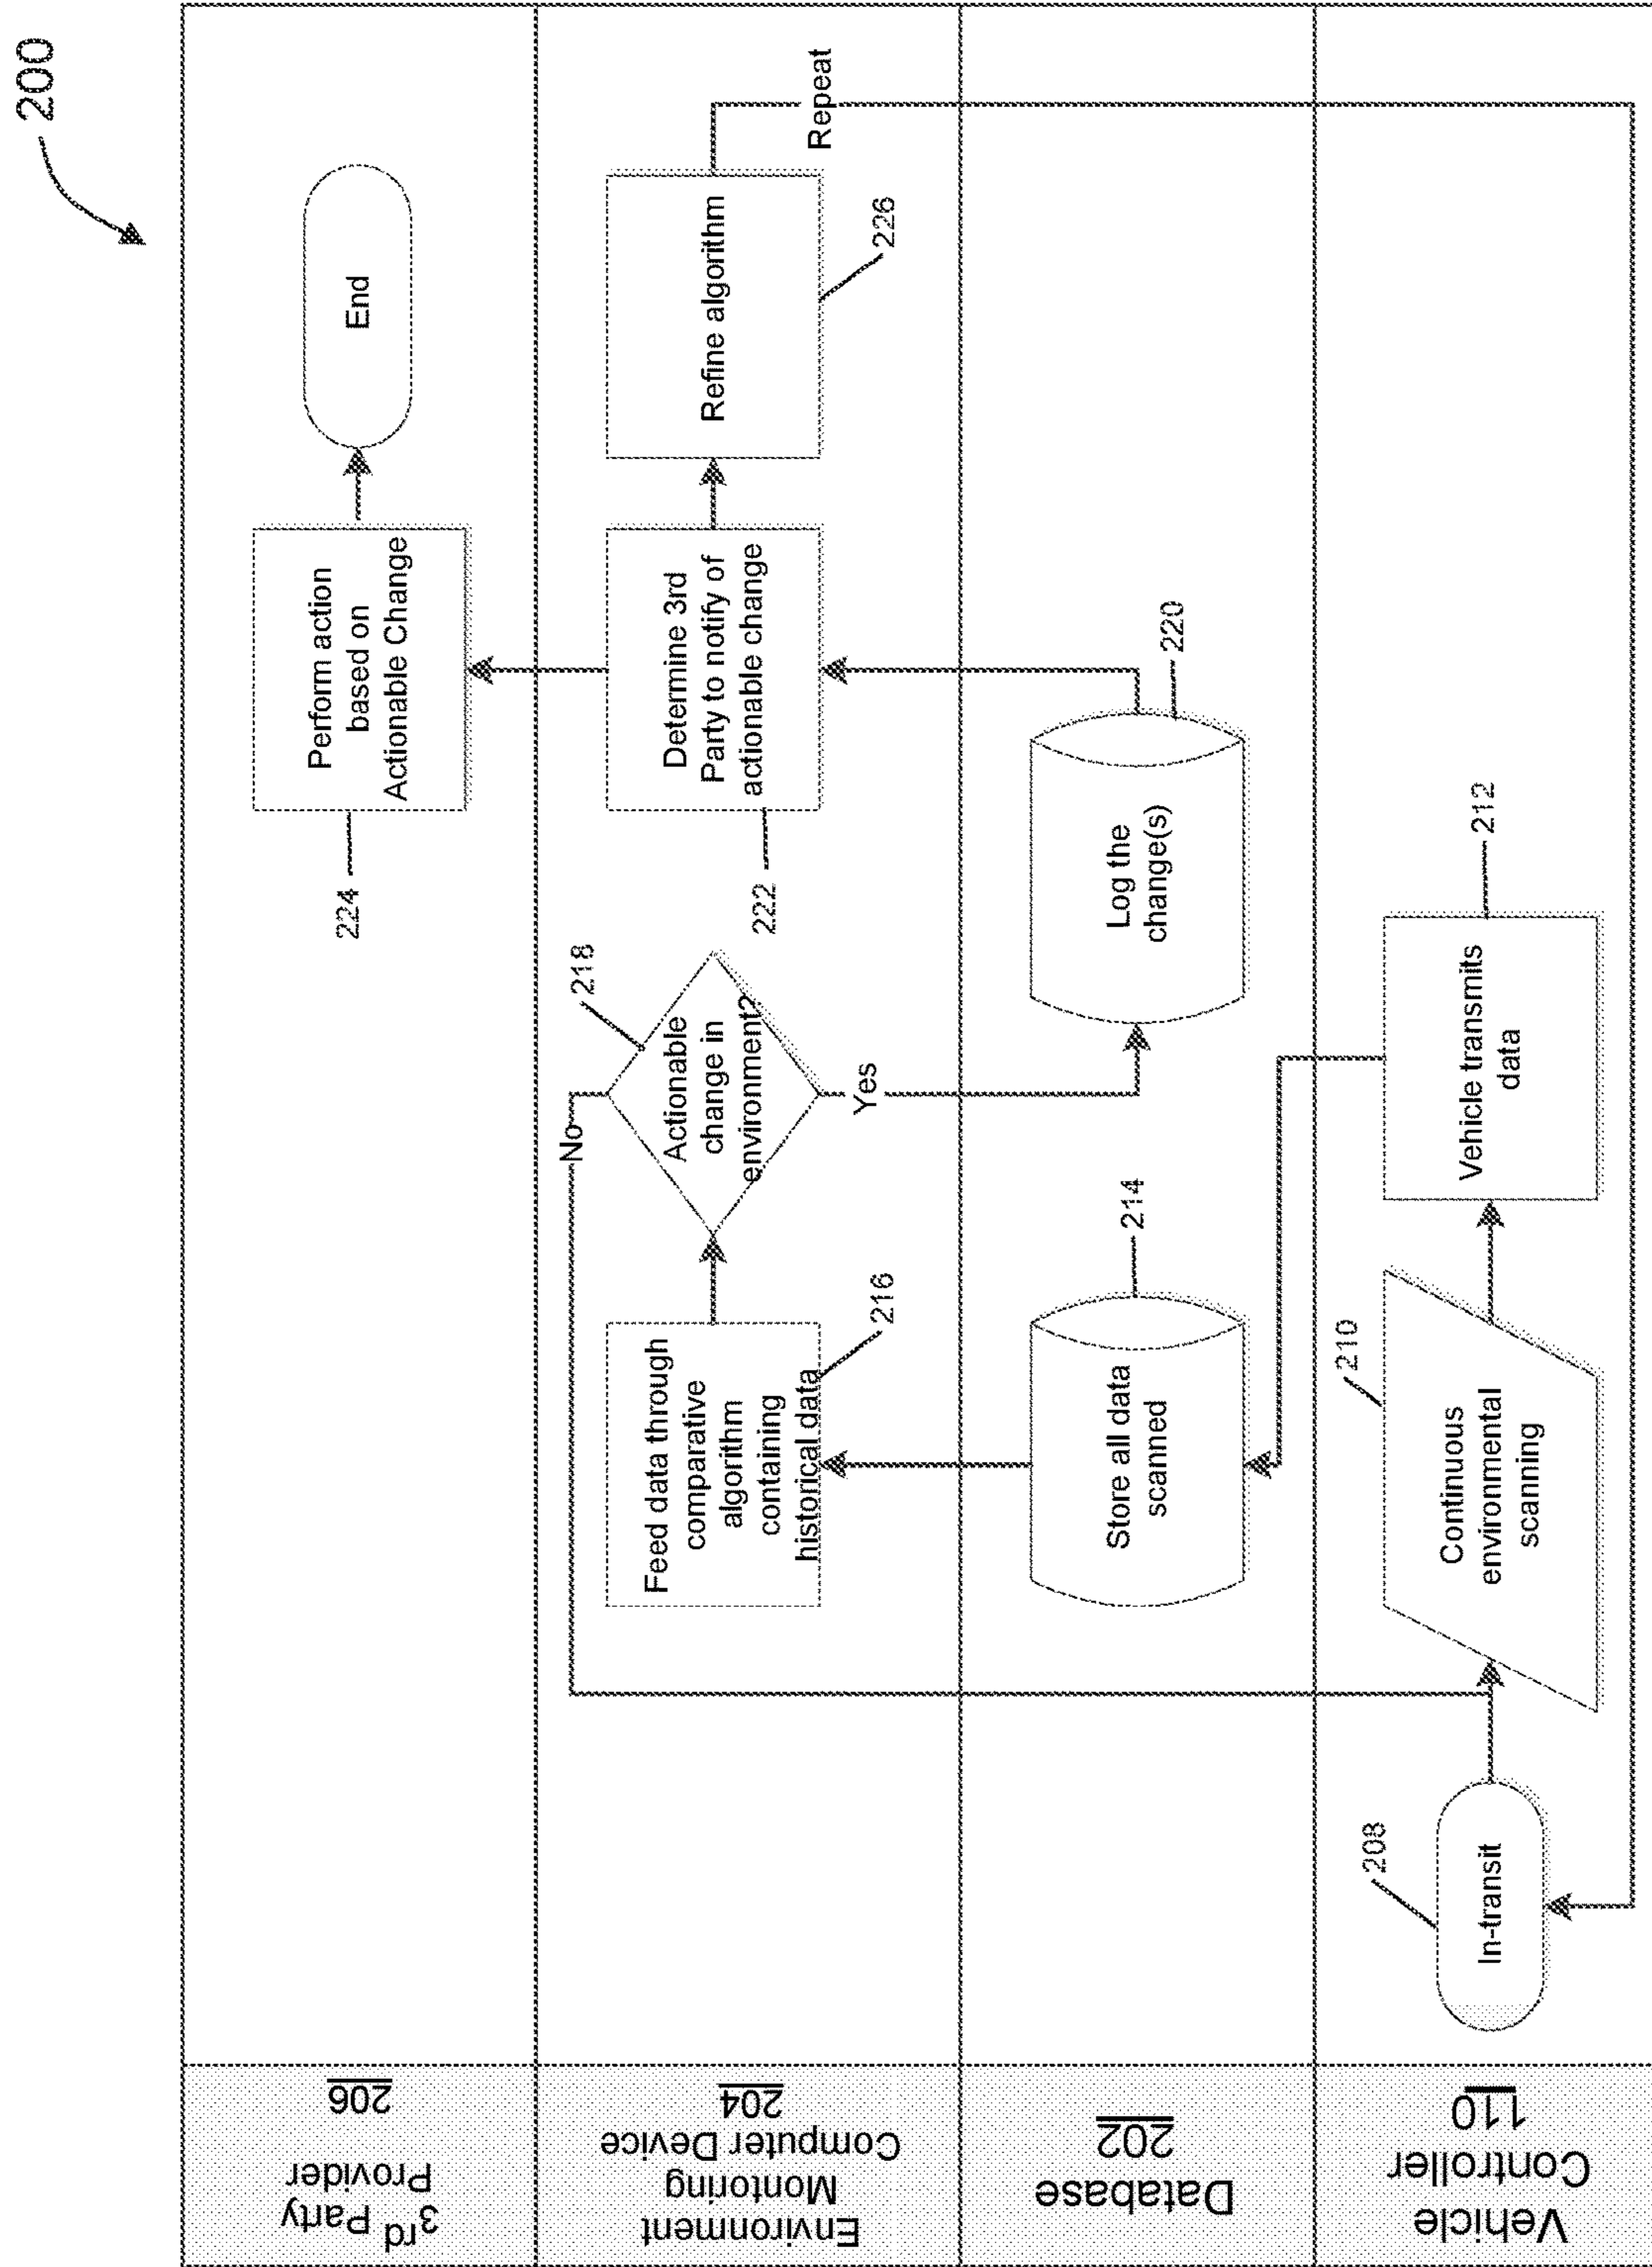 200
3rd Party
Provider
206
Perform action
based on
Actionable Change
224
End
Environment
Montoring
Computer Device
204
Feed data through
comparative
algorithm
containing
historical data
216
No
Actionable
change in
environment?
218
Yes
Determine 3rd
Party to notify of
actionable change
222
Refine algorithm
226
Repeat
Database
202
Store all data
scanned
214
Log the
change(s)
220
Vehicle
Controller
110
In-transit
208
Continuous
environmental
scanning
210
Vehicle transmits
data
212